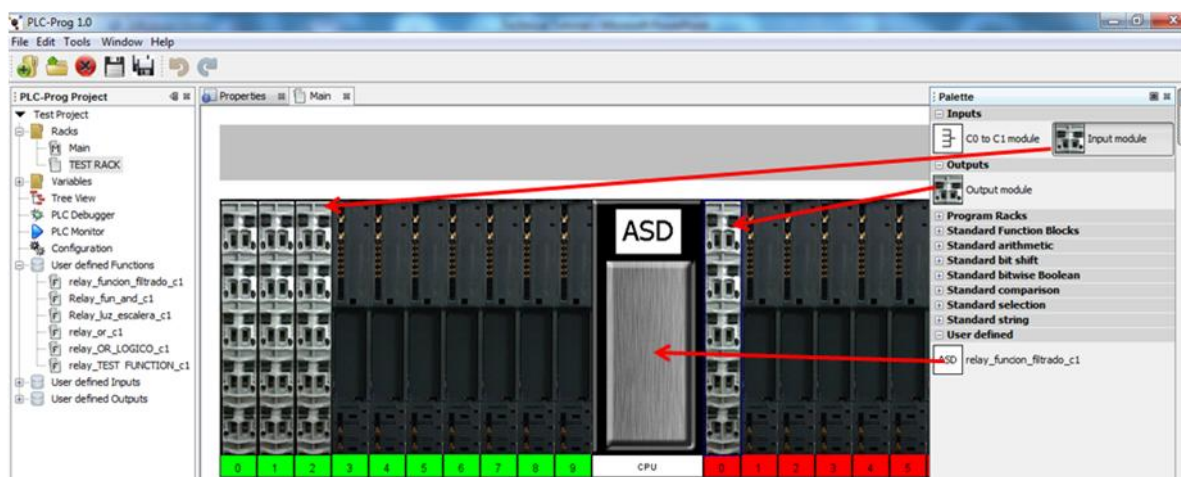 PLC-Prog 1.0
File Edit Tools Window Help
PLC-Prog Project
Properties
Main
Palette
Test Project
Racks
Main
TEST RACK
Variables
Tree View
PLC Debugger
PLC Monitor
Configuration
User defined Functions
relay_funcion_filtrado_c1
Relay_fun_and_c1
Relay_luz_escalera_c1
relay_or_c1
relay_OR_LOGICO_c1
relay_TEST FUNCTION_c1
User defined Inputs
User defined Outputs
ASD
0 1 2 3 4 5 6 7 8 9 CPU 0 1 2 3 4 5
Inputs
C0 to C1 module
Input module
Outputs
Output module
Program Racks
Standard Function Blocks
Standard arithmetic
Standard bit shift
Standard bitwise Boolean
Standard comparison
Standard selection
Standard string
User defined
ASD relay_funcion_filtrado_c1